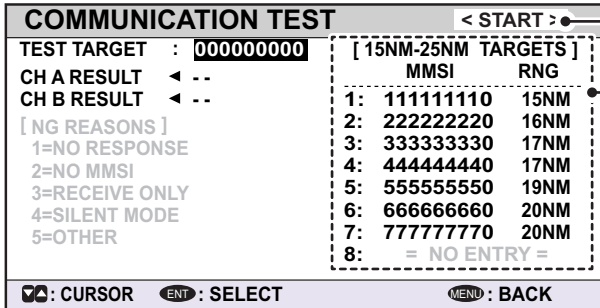 COMMUNICATION TEST < START >
TEST TARGET : 000000000
CH A RESULT ◄ - -
CH B RESULT ◄ - -
[ NG REASONS ]
1=NO RESPONSE
2=NO MMSI
3=RECEIVE ONLY
4=SILENT MODE
5=OTHER
[ 15NM-25NM TARGETS ]
MMSI RNG
1: 111111110 15NM
2: 222222220 16NM
3: 333333330 17NM
4: 444444440 17NM
5: 555555550 19NM
6: 666666660 20NM
7: 777777770 20NM
8: = NO ENTRY =
▼▲: CURSOR ENT: SELECT MENU: BACK